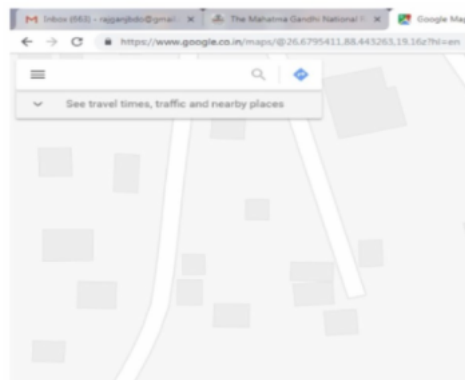 Inbox (663) - rajganjbdo@gmail. × The Mahatma Gandhi National R × Google Map
https://www.google.co.in/maps/@26.6795411,88.443263,19.16z?hl=en
See travel times, traffic and nearby places